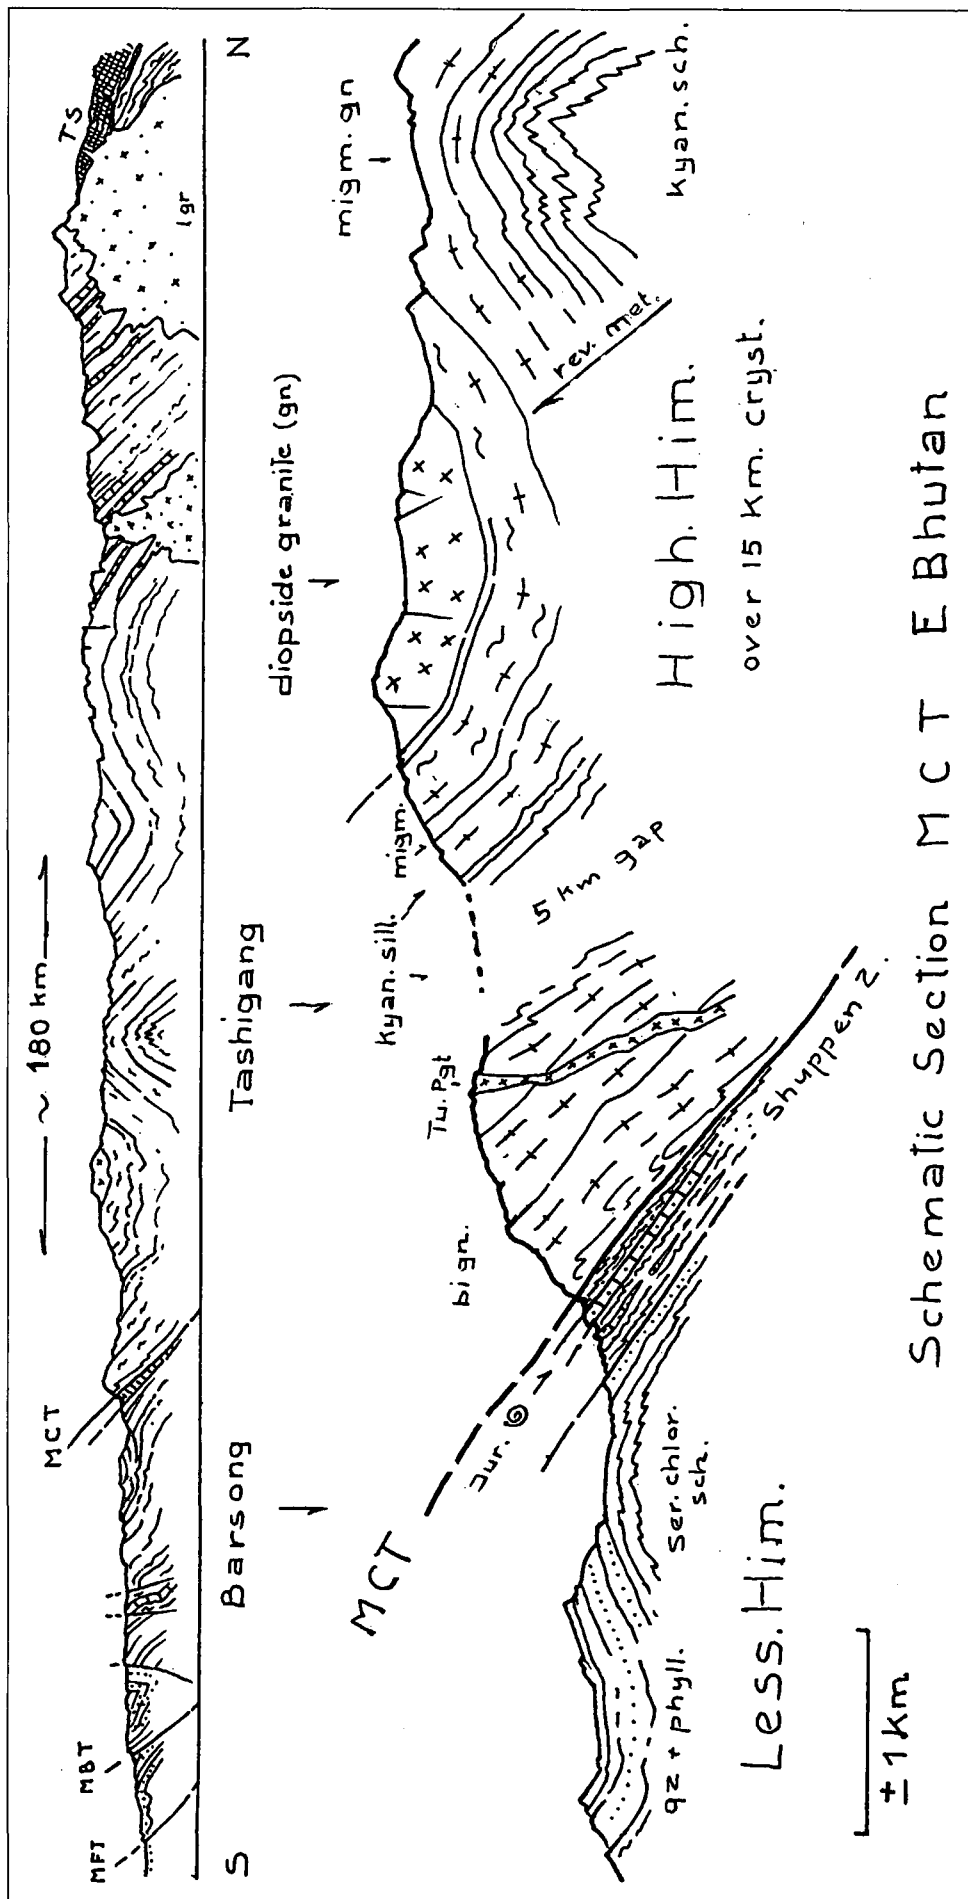 TS
1gr
MCT
MBT
MFT
~ 180 km
S
N
Barsong
Tashigang
diopside granite (gn)
migm. gn
Kyan. sill.
migm.
Tu. Pgt
bi gn.
MCT
Jur.
5 km gap
rev. met.
Kyan. sch.
Shuppen Z.
ser. chlor.
sch.
qz + phyll.
Less. Him.
High. Him.
over 15 Km. cryst.
± 1 km
Schematic Section MCT E Bhutan